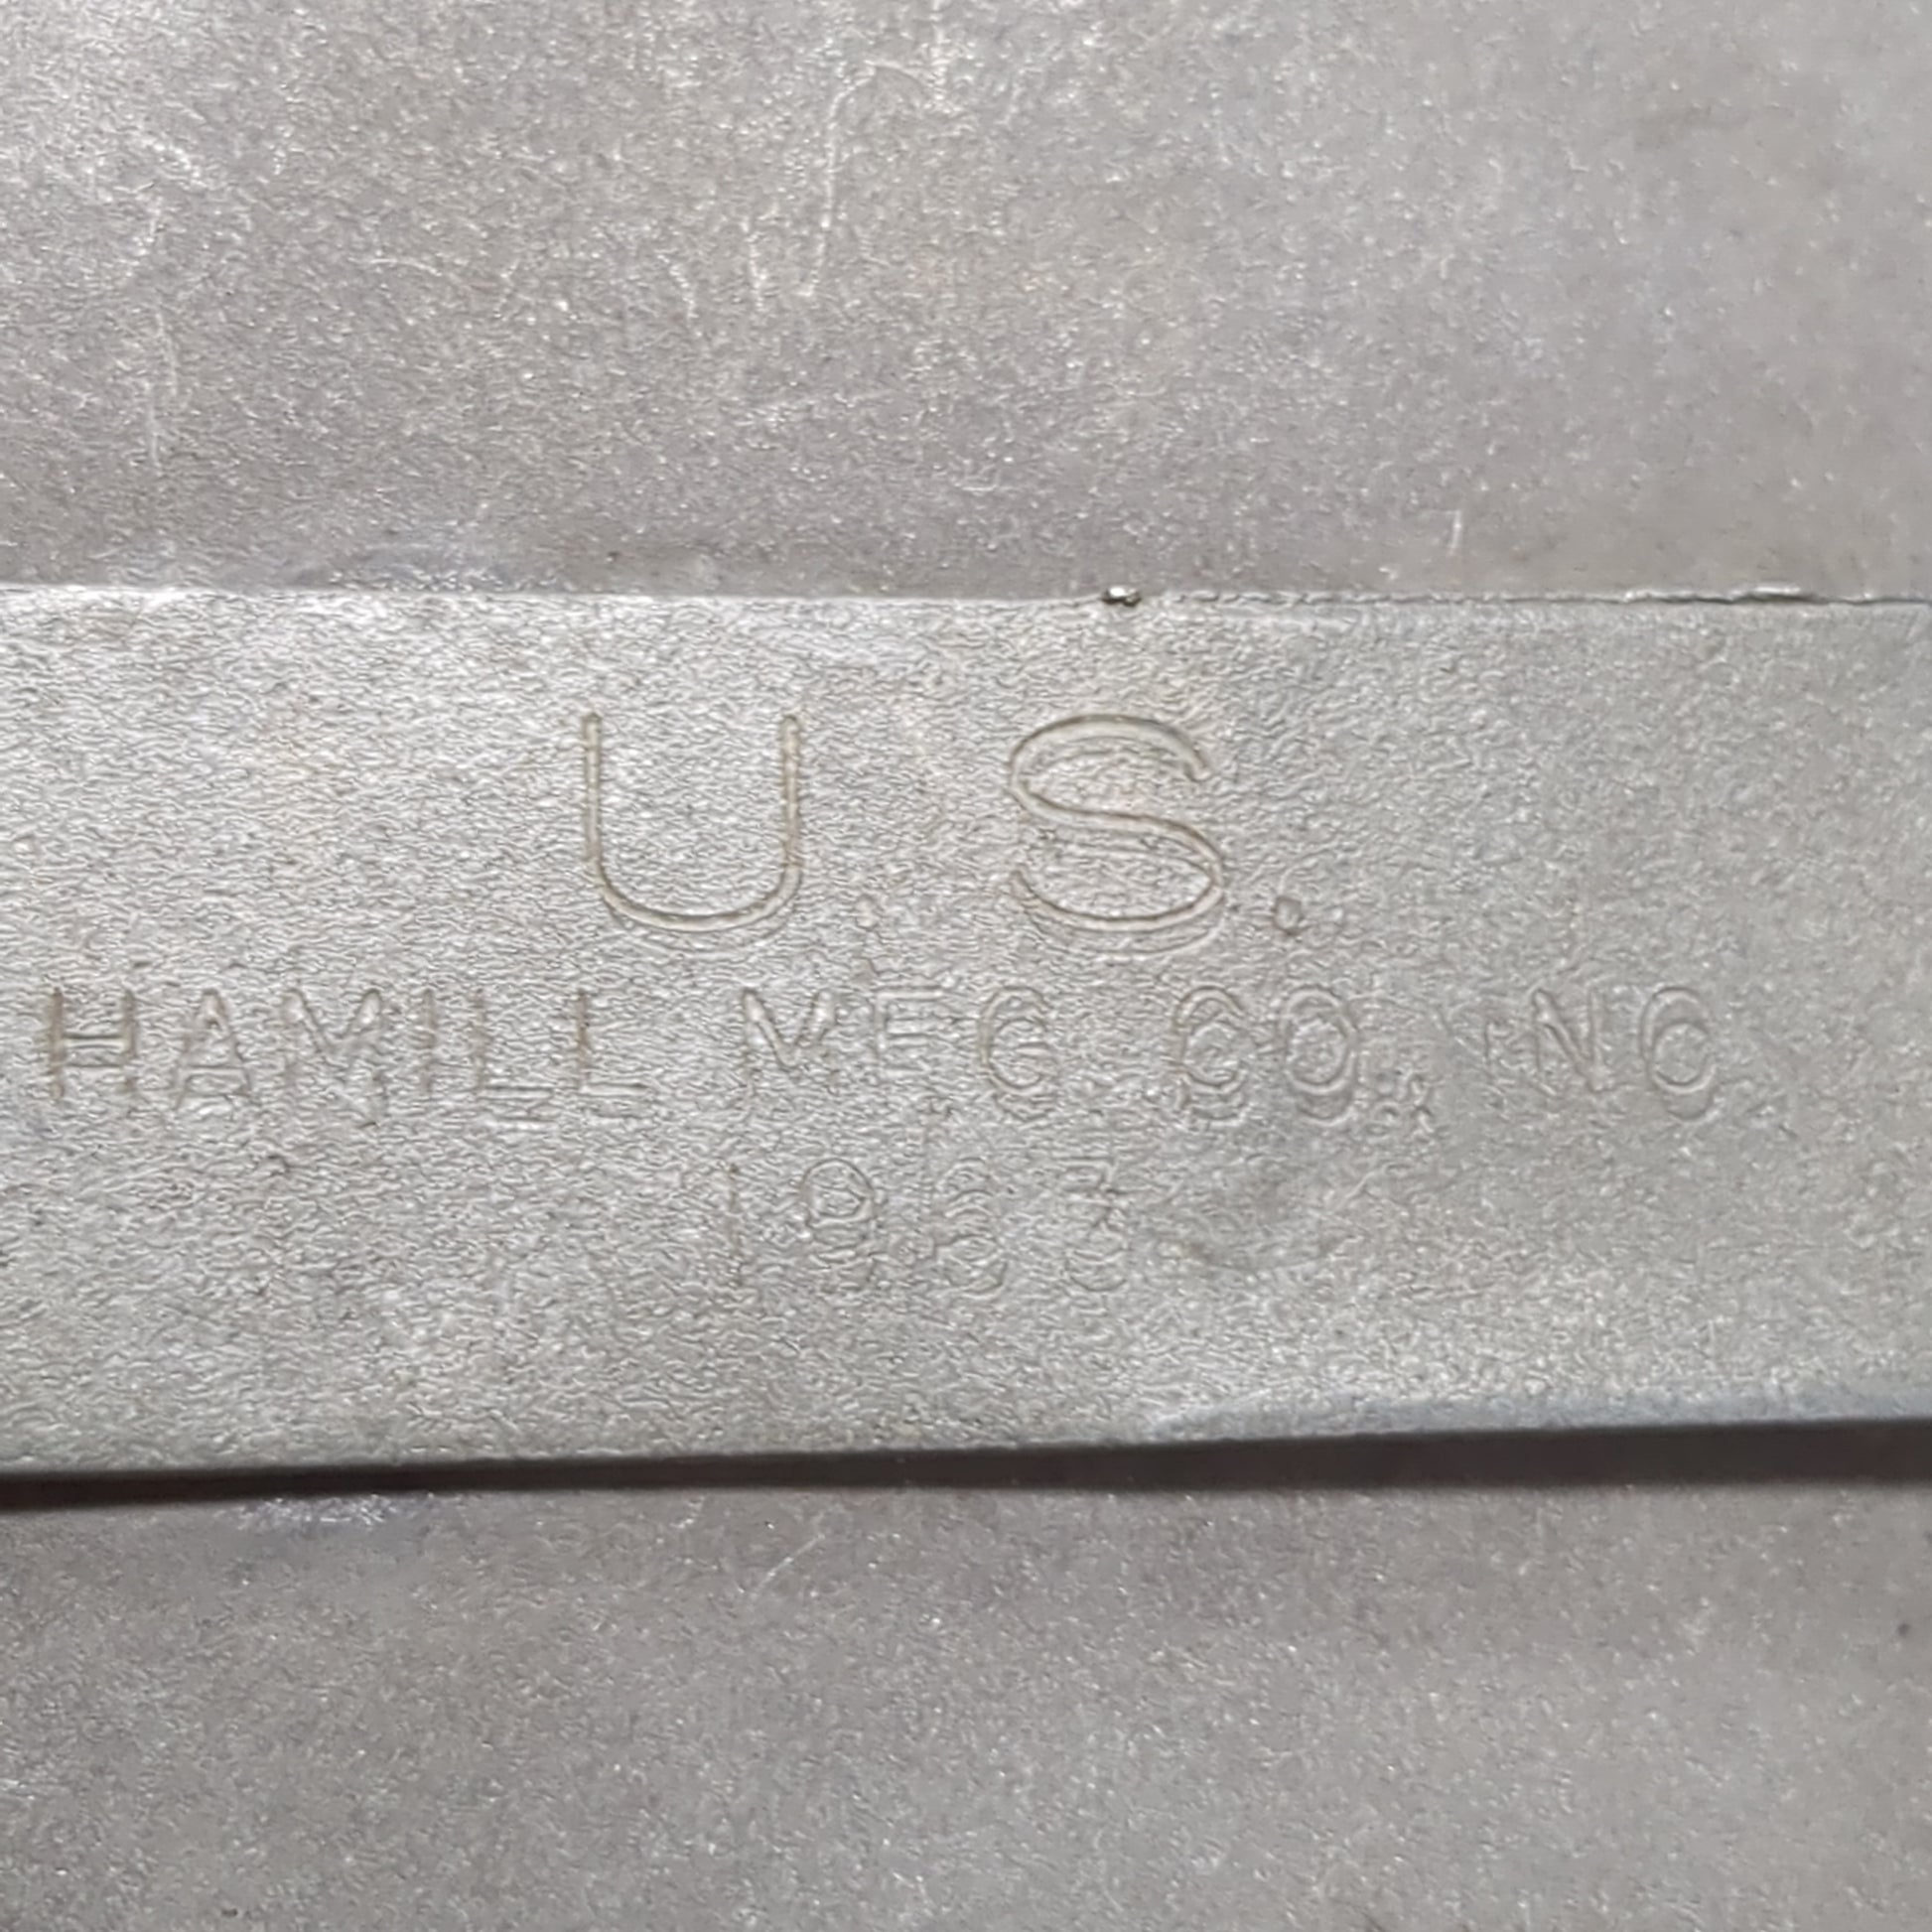 U.S.
HAMILL MFG CO., INC.